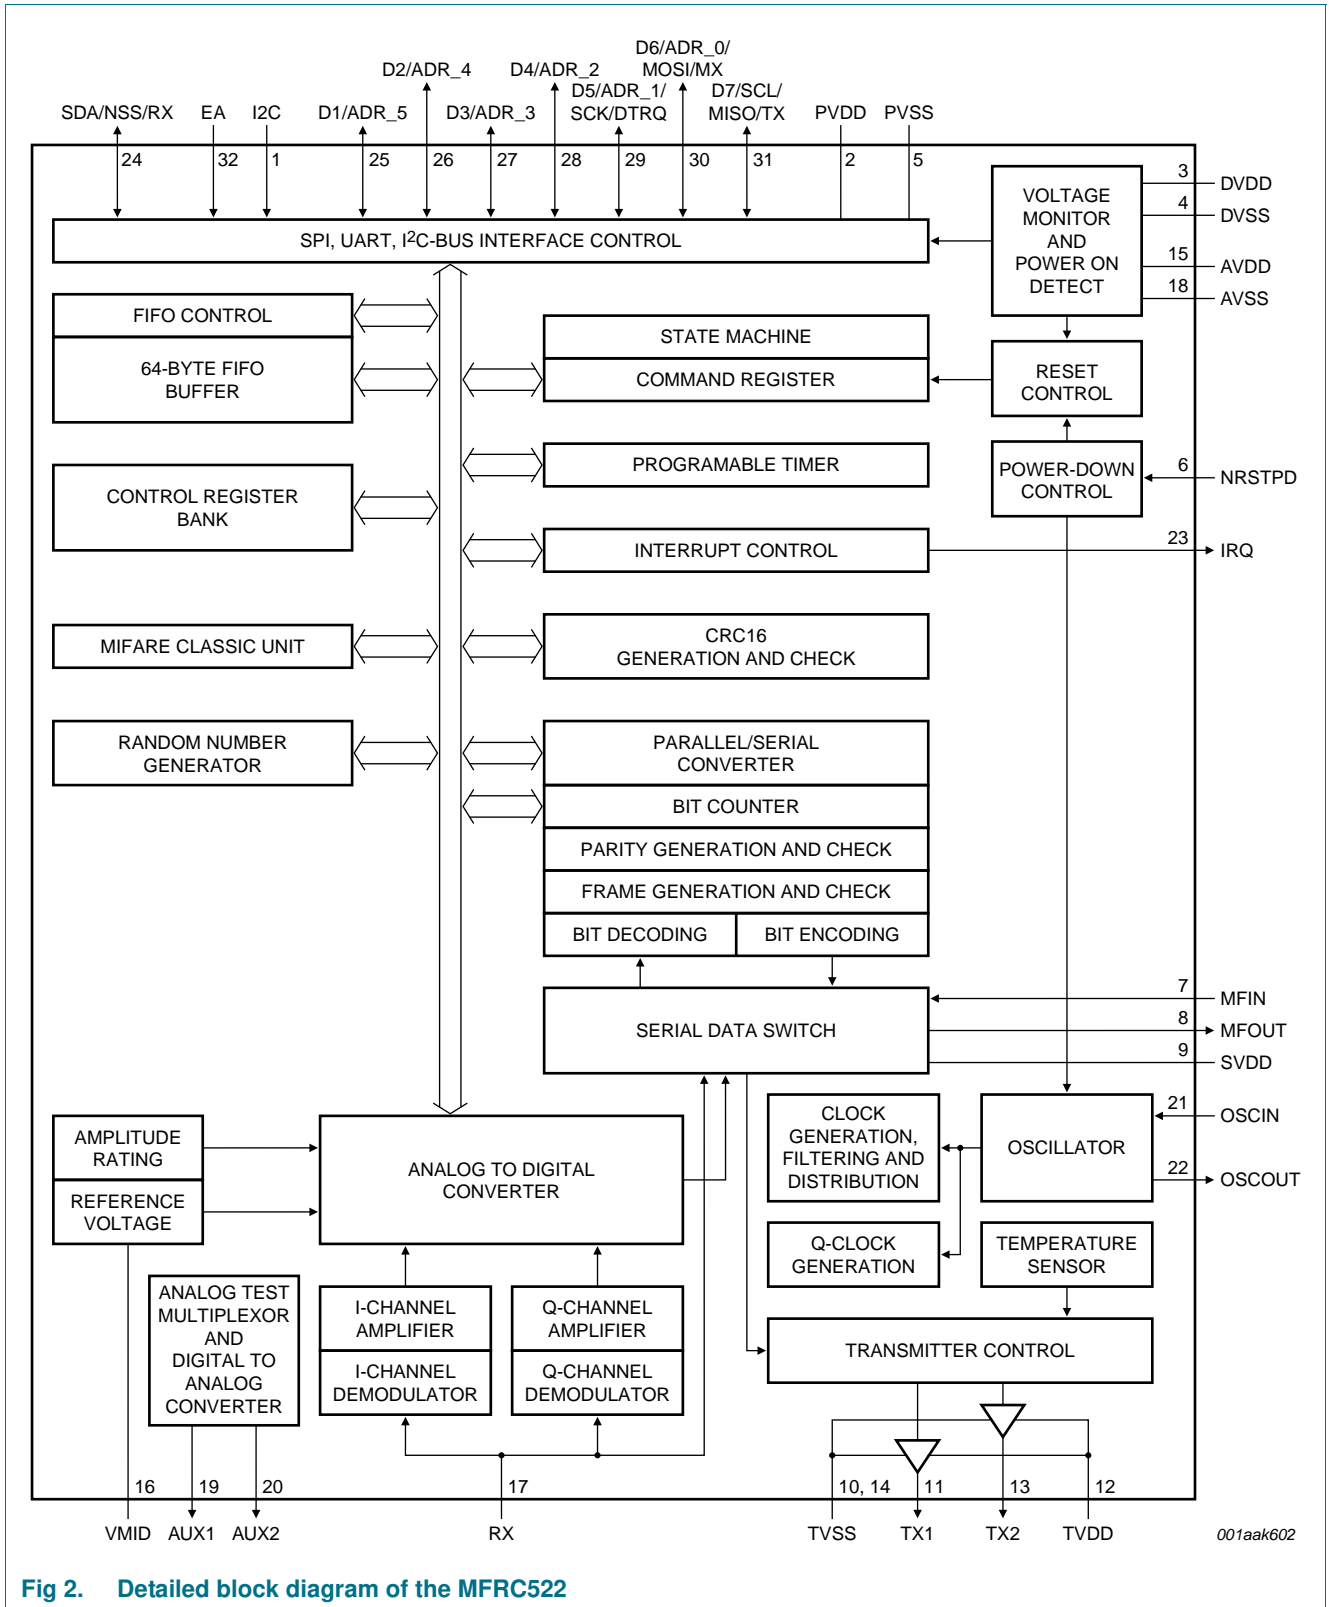 D6/ADR_0/
MOSI/MX
D2/ADR_4
D4/ADR_2
D5/ADR_1/
SCK/DTRQ
D7/SCL/
MISO/TX
SDA/NSS/RX
EA
I2C
D1/ADR_5
D3/ADR_3
PVDD
PVSS
24
32
1
25
26
27
28
29
30
31
2
5
VOLTAGE
MONITOR
AND
POWER ON
DETECT
3
DVDD
4
DVSS
15
AVDD
18
AVSS
SPI, UART, I2C-BUS INTERFACE CONTROL
FIFO CONTROL
64-BYTE FIFO
BUFFER
STATE MACHINE
COMMAND REGISTER
RESET
CONTROL
CONTROL REGISTER
BANK
PROGRAMABLE TIMER
POWER-DOWN
CONTROL
6
NRSTPD
INTERRUPT CONTROL
23
IRQ
MIFARE CLASSIC UNIT
CRC16
GENERATION AND CHECK
RANDOM NUMBER
GENERATOR
PARALLEL/SERIAL
CONVERTER
BIT COUNTER
PARITY GENERATION AND CHECK
FRAME GENERATION AND CHECK
BIT DECODING
BIT ENCODING
SERIAL DATA SWITCH
7
MFIN
8
MFOUT
9
SVDD
AMPLITUDE
RATING
REFERENCE
VOLTAGE
ANALOG TO DIGITAL
CONVERTER
CLOCK
GENERATION,
FILTERING AND
DISTRIBUTION
OSCILLATOR
21
OSCIN
22
OSCOUT
Q-CLOCK
GENERATION
TEMPERATURE
SENSOR
ANALOG TEST
MULTIPLEXOR
AND
DIGITAL TO
ANALOG
CONVERTER
I-CHANNEL
AMPLIFIER
I-CHANNEL
DEMODULATOR
Q-CHANNEL
AMPLIFIER
Q-CHANNEL
DEMODULATOR
TRANSMITTER CONTROL
16
19
20
17
10, 14
11
13
12
VMID
AUX1
AUX2
RX
TVSS
TX1
TX2
TVDD
001aak602
Fig 2. Detailed block diagram of the MFRC522